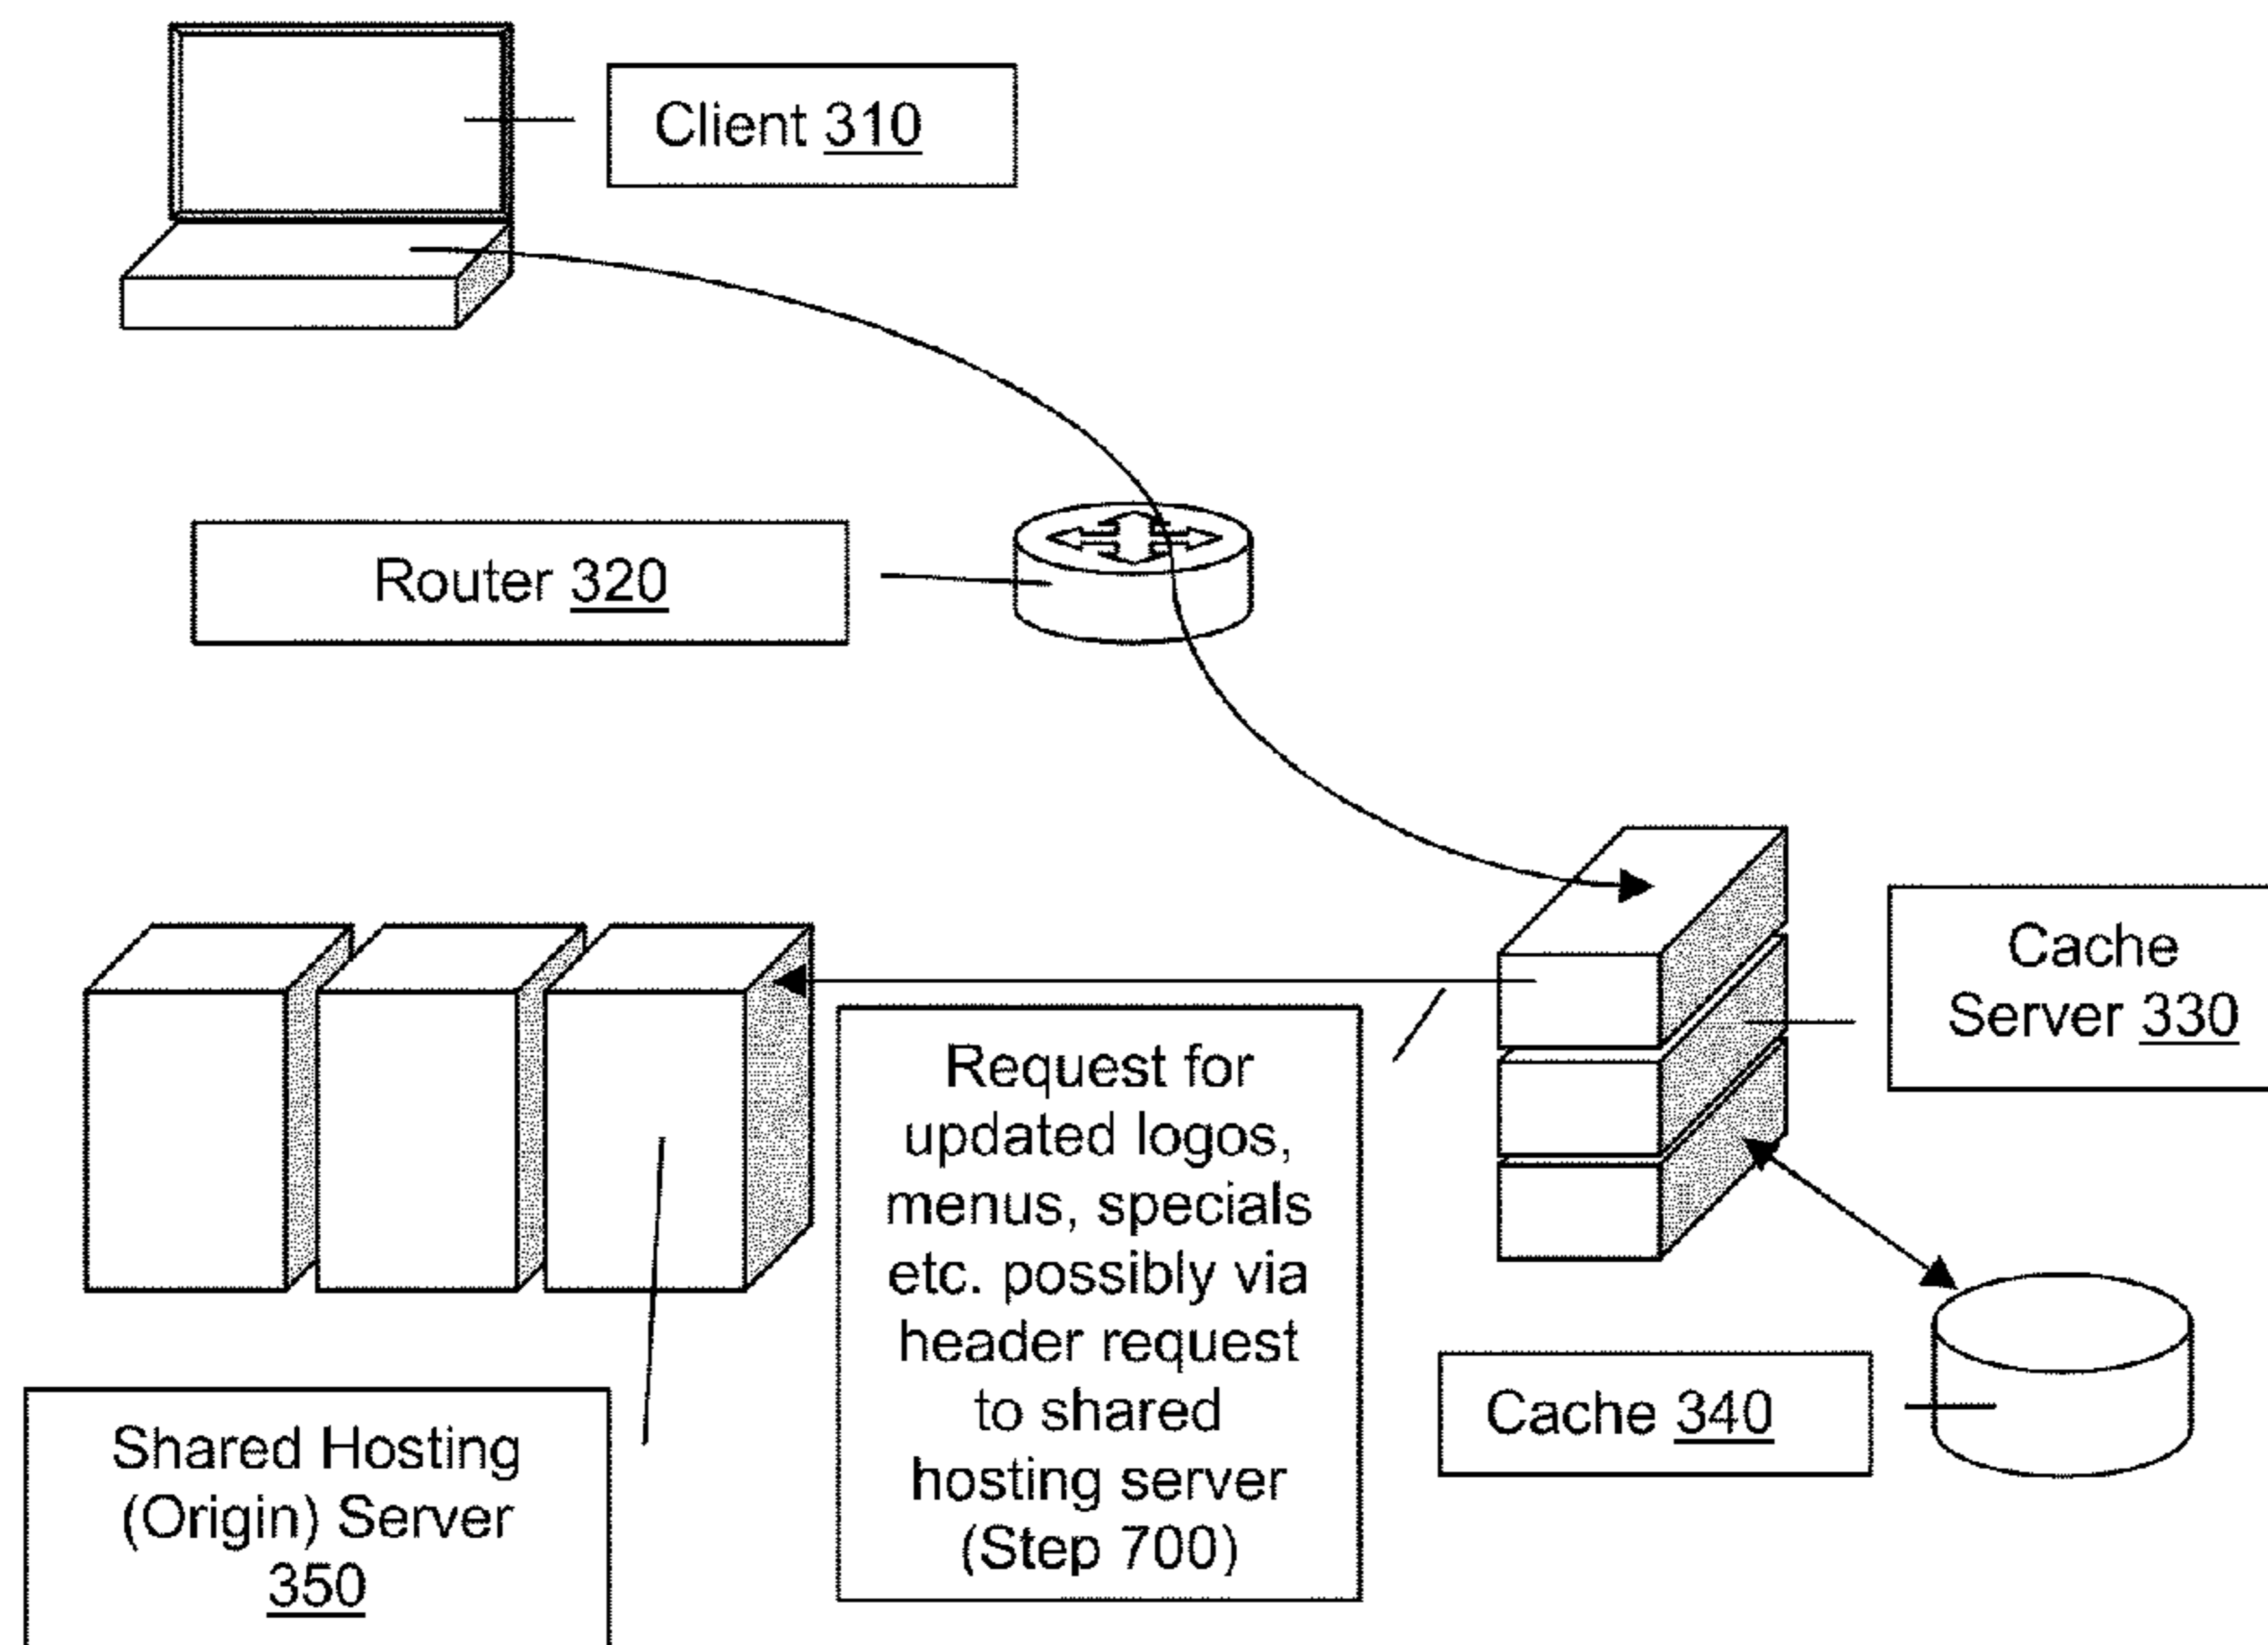 Client 310
Router 320
Cache
Server 330
Request for
updated logos,
menus, specials
etc. possibly via
header request
to shared
hosting server
(Step 700)
Cache 340
Shared Hosting
(Origin) Server
350